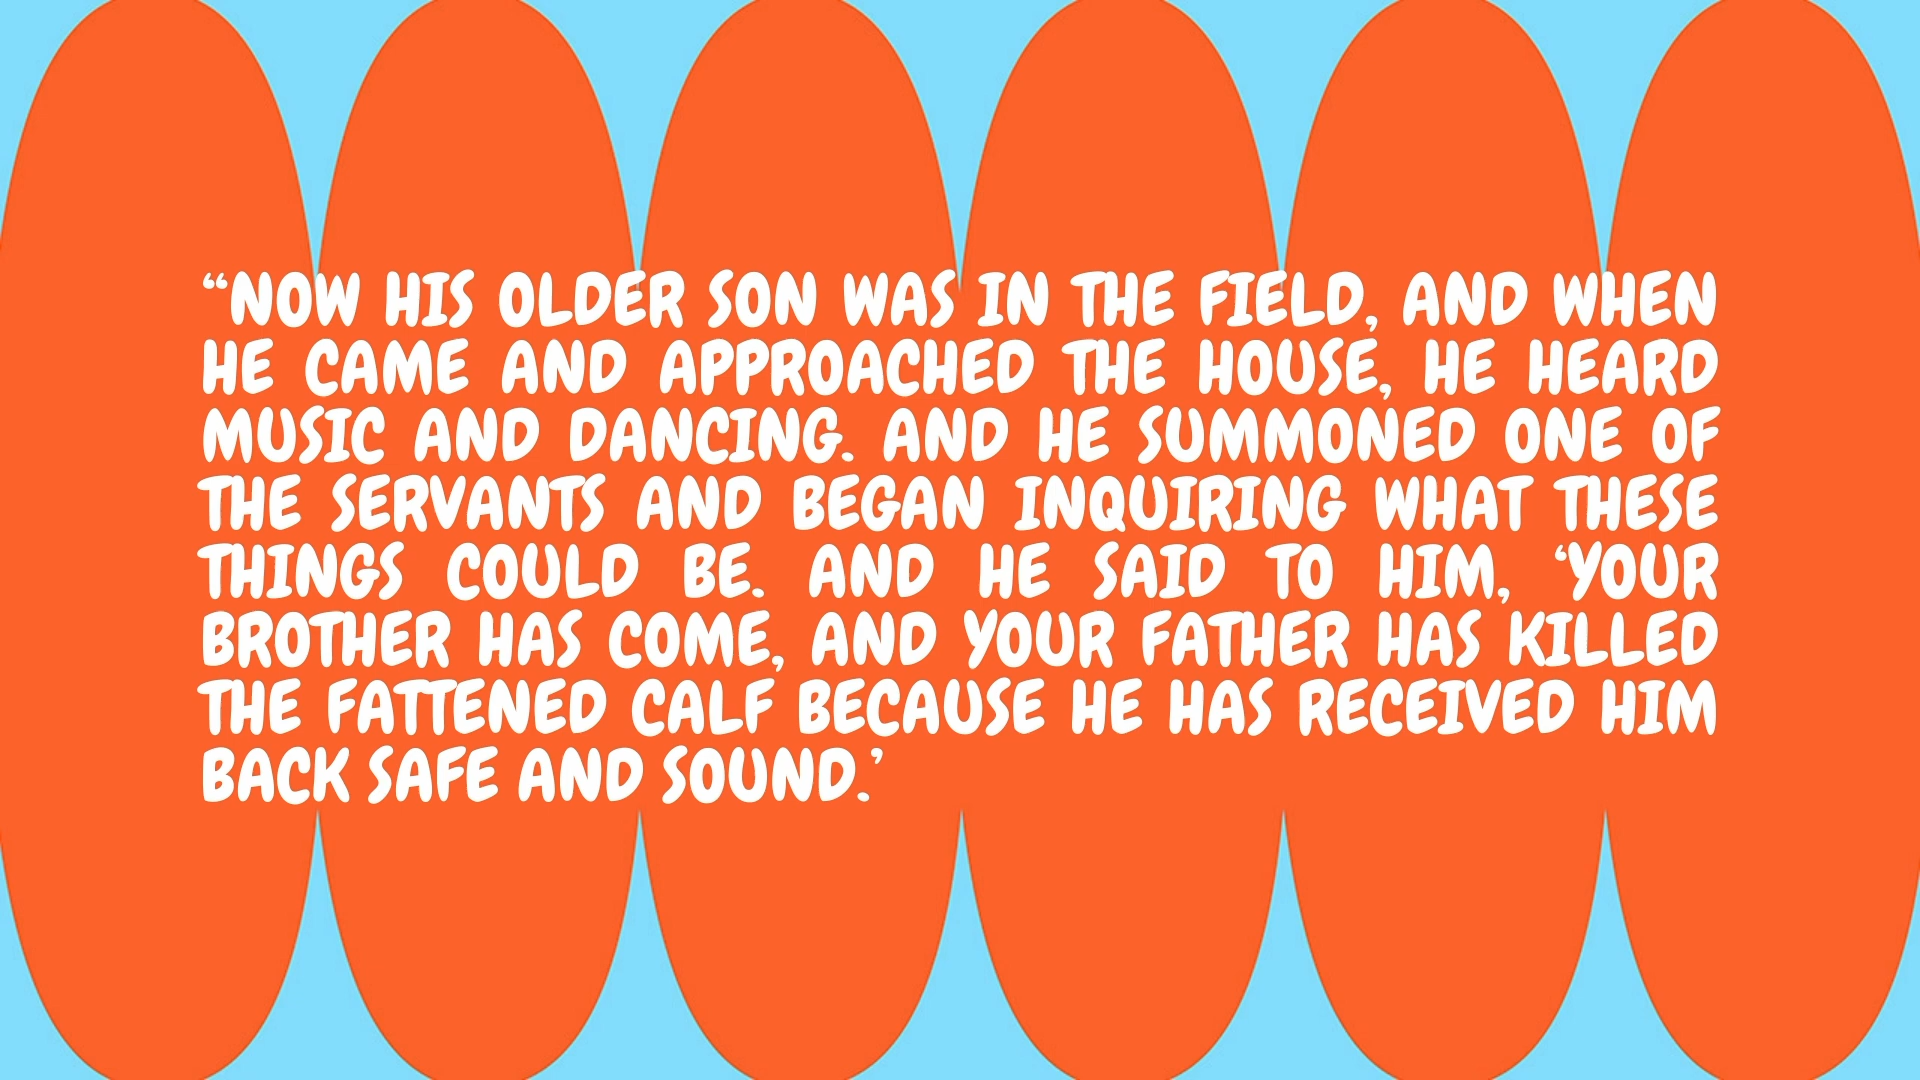 “NOW HIS OLDER SON WAS IN THE FIELD, AND WHEN
HE CAME AND APPROACHED THE HOUSE, HE HEARD
MUSIC AND DANCING. AND HE SUMMONED ONE OF
THE SERVANTS AND BEGAN INQUIRING WHAT THESE
THINGS COULD BE. AND HE SAID TO HIM, ‘YOUR
BROTHER HAS COME, AND YOUR FATHER HAS KILLED
THE FATTENED CALF BECAUSE HE HAS RECEIVED HIM
BACK SAFE AND SOUND.’